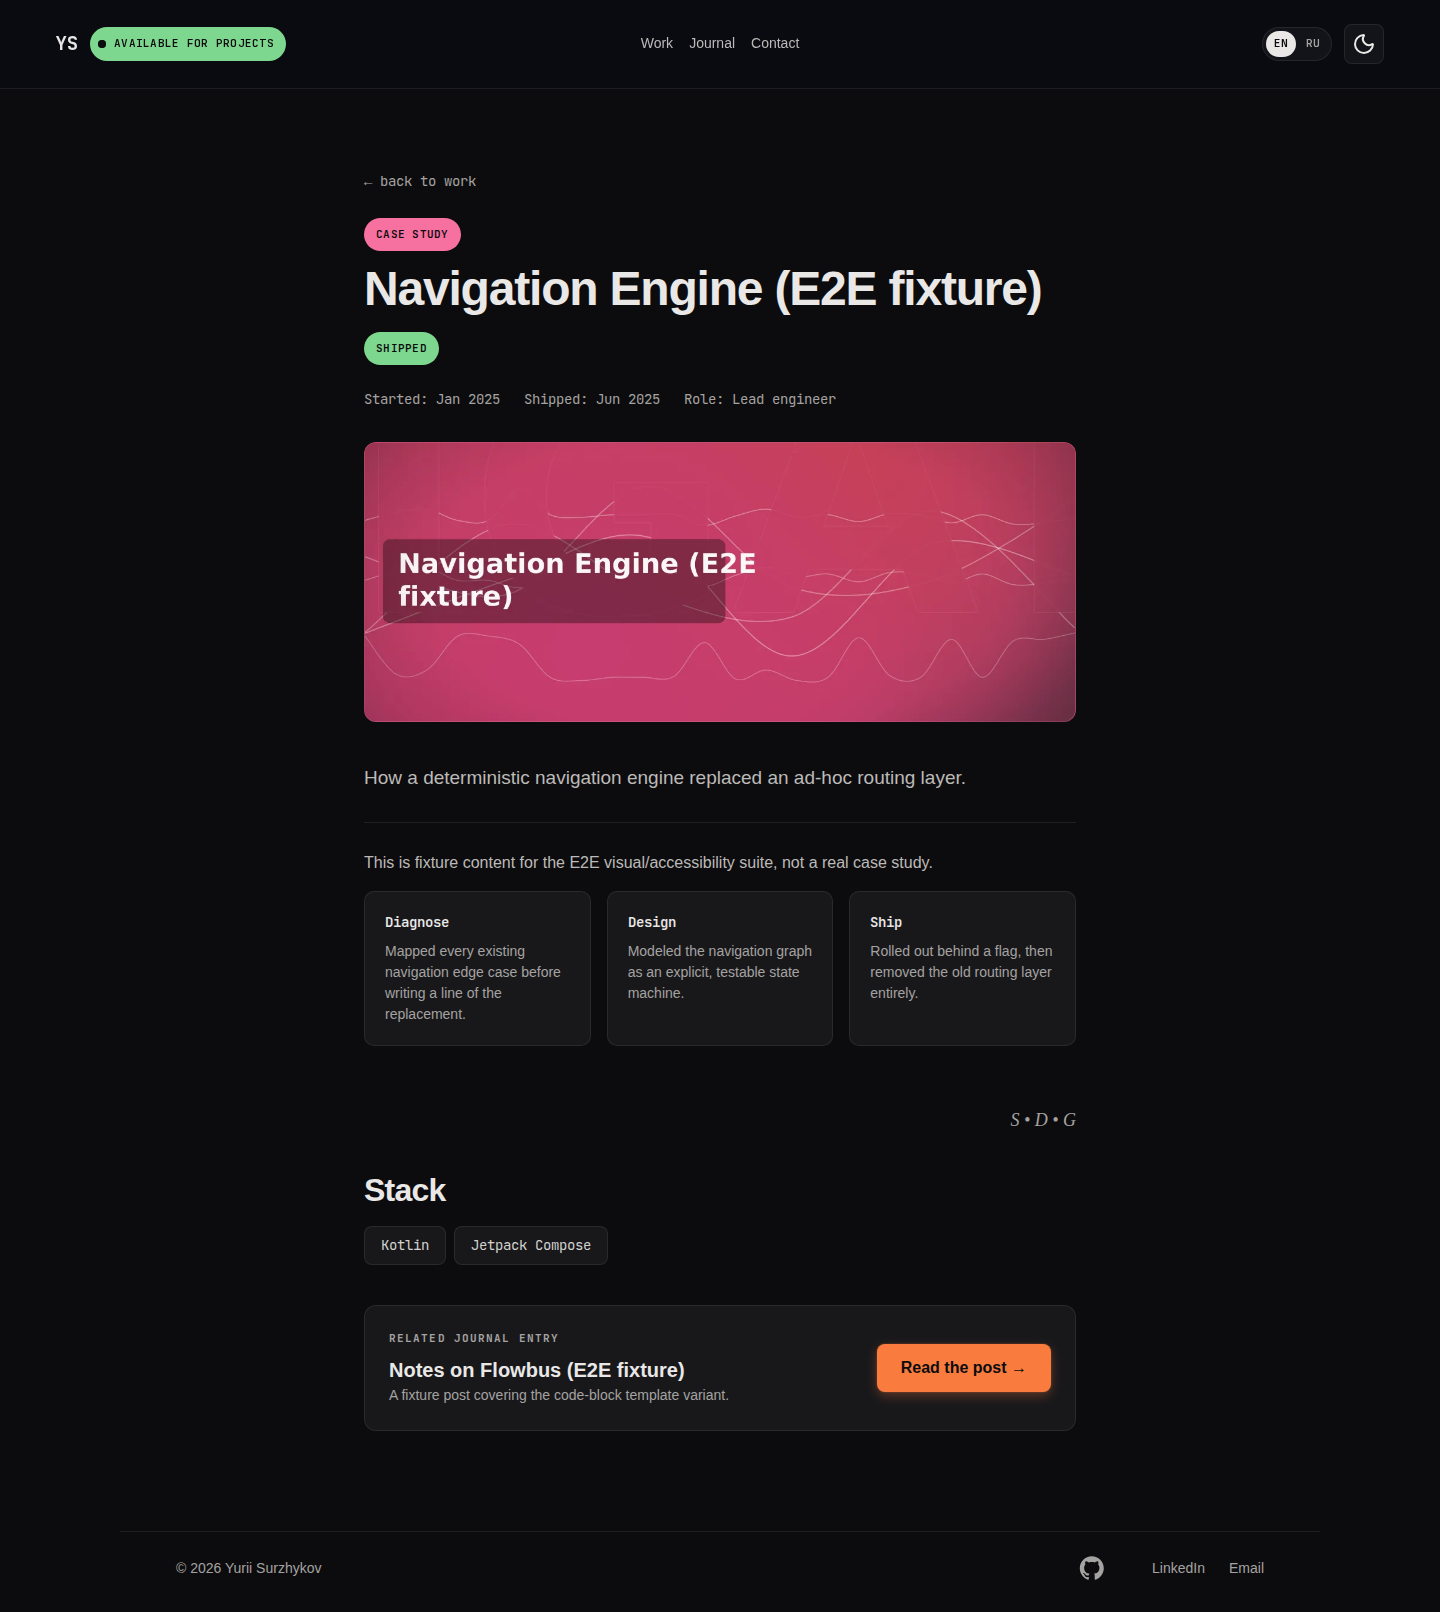 YS
AVAILABLE FOR PROJECTS
Work
Journal
Contact
EN
RU
← back to work
CASE STUDY
Navigation Engine (E2E fixture)
SHIPPED
Started: Jan 2025 Shipped: Jun 2025 Role: Lead engineer
Navigation Engine (E2E
fixture)
How a deterministic navigation engine replaced an ad-hoc routing layer.
This is fixture content for the E2E visual/accessibility suite, not a real case study.
Diagnose
Mapped every existing
navigation edge case before
writing a line of the
replacement.
Design
Modeled the navigation graph
as an explicit, testable state
machine.
Ship
Rolled out behind a flag, then
removed the old routing layer
entirely.
S • D • G
Stack
Kotlin
Jetpack Compose
RELATED JOURNAL ENTRY
Notes on Flowbus (E2E fixture)
A fixture post covering the code-block template variant.
Read the post →
© 2026 Yurii Surzhykov
LinkedIn
Email